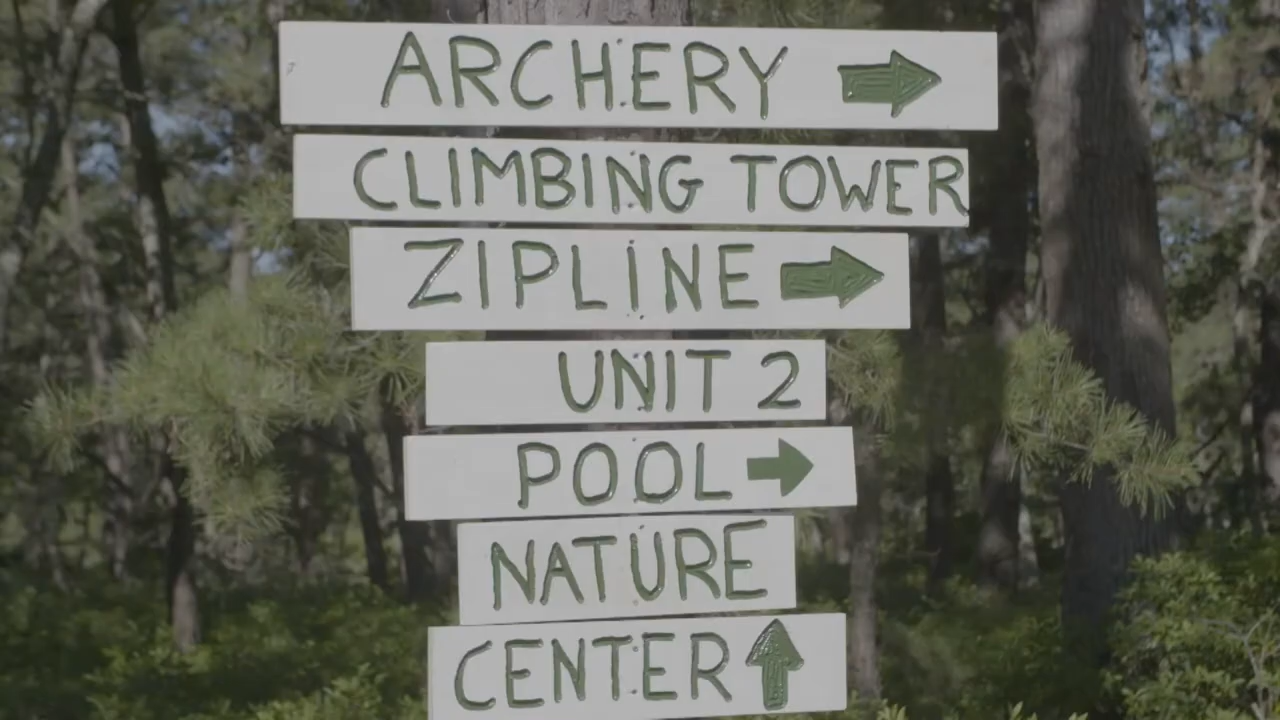 ARCHERY
CLIMBING TOWER
ZIPLINE
UNIT 2
POOL
NATURE
CENTER